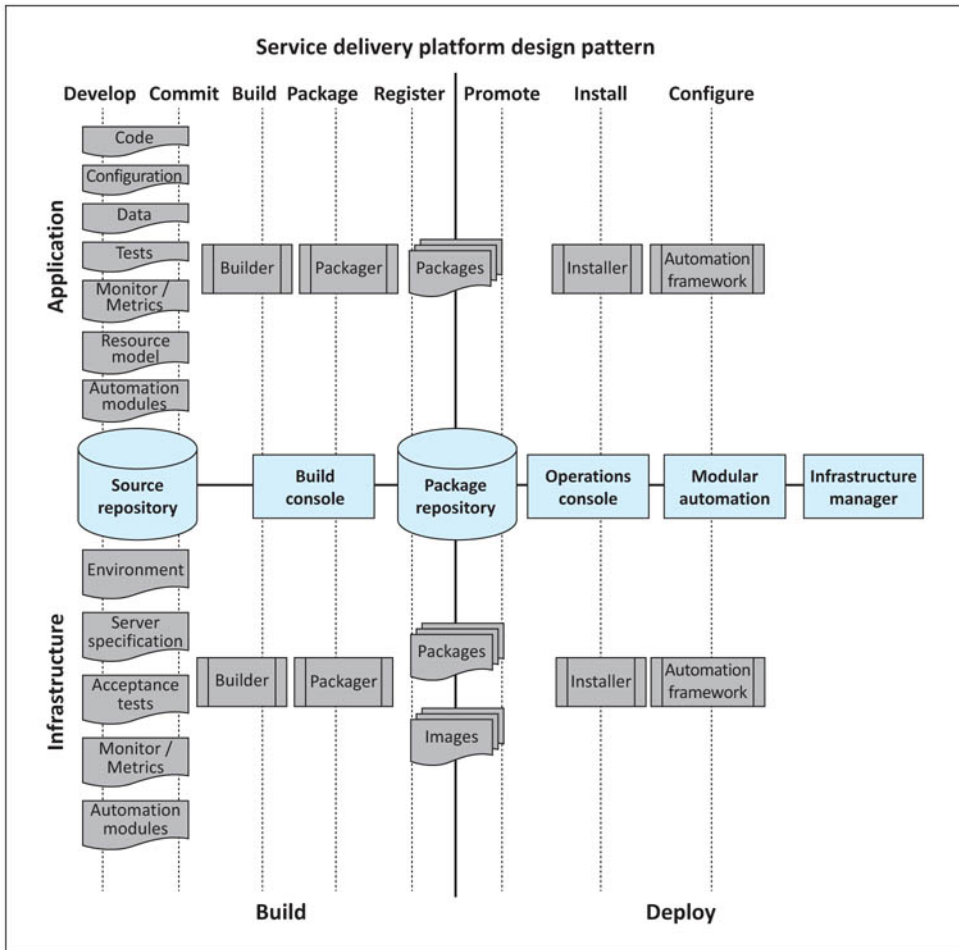 Service delivery platform design pattern
Develop Commit Build Package Register Promote Install Configure
Application
Code
Configuration
Data
Tests
Monitor /
Metrics
Resource
model
Automation
modules
Builder
Packager
Packages
Installer
Automation
framework
Source
repository
Build
console
Package
repository
Operations
console
Modular
automation
Infrastructure
manager
Infrastructure
Environment
Server
specification
Acceptance
tests
Monitor /
Metrics
Automation
modules
Builder
Packager
Packages
Images
Installer
Automation
framework
Build
Deploy